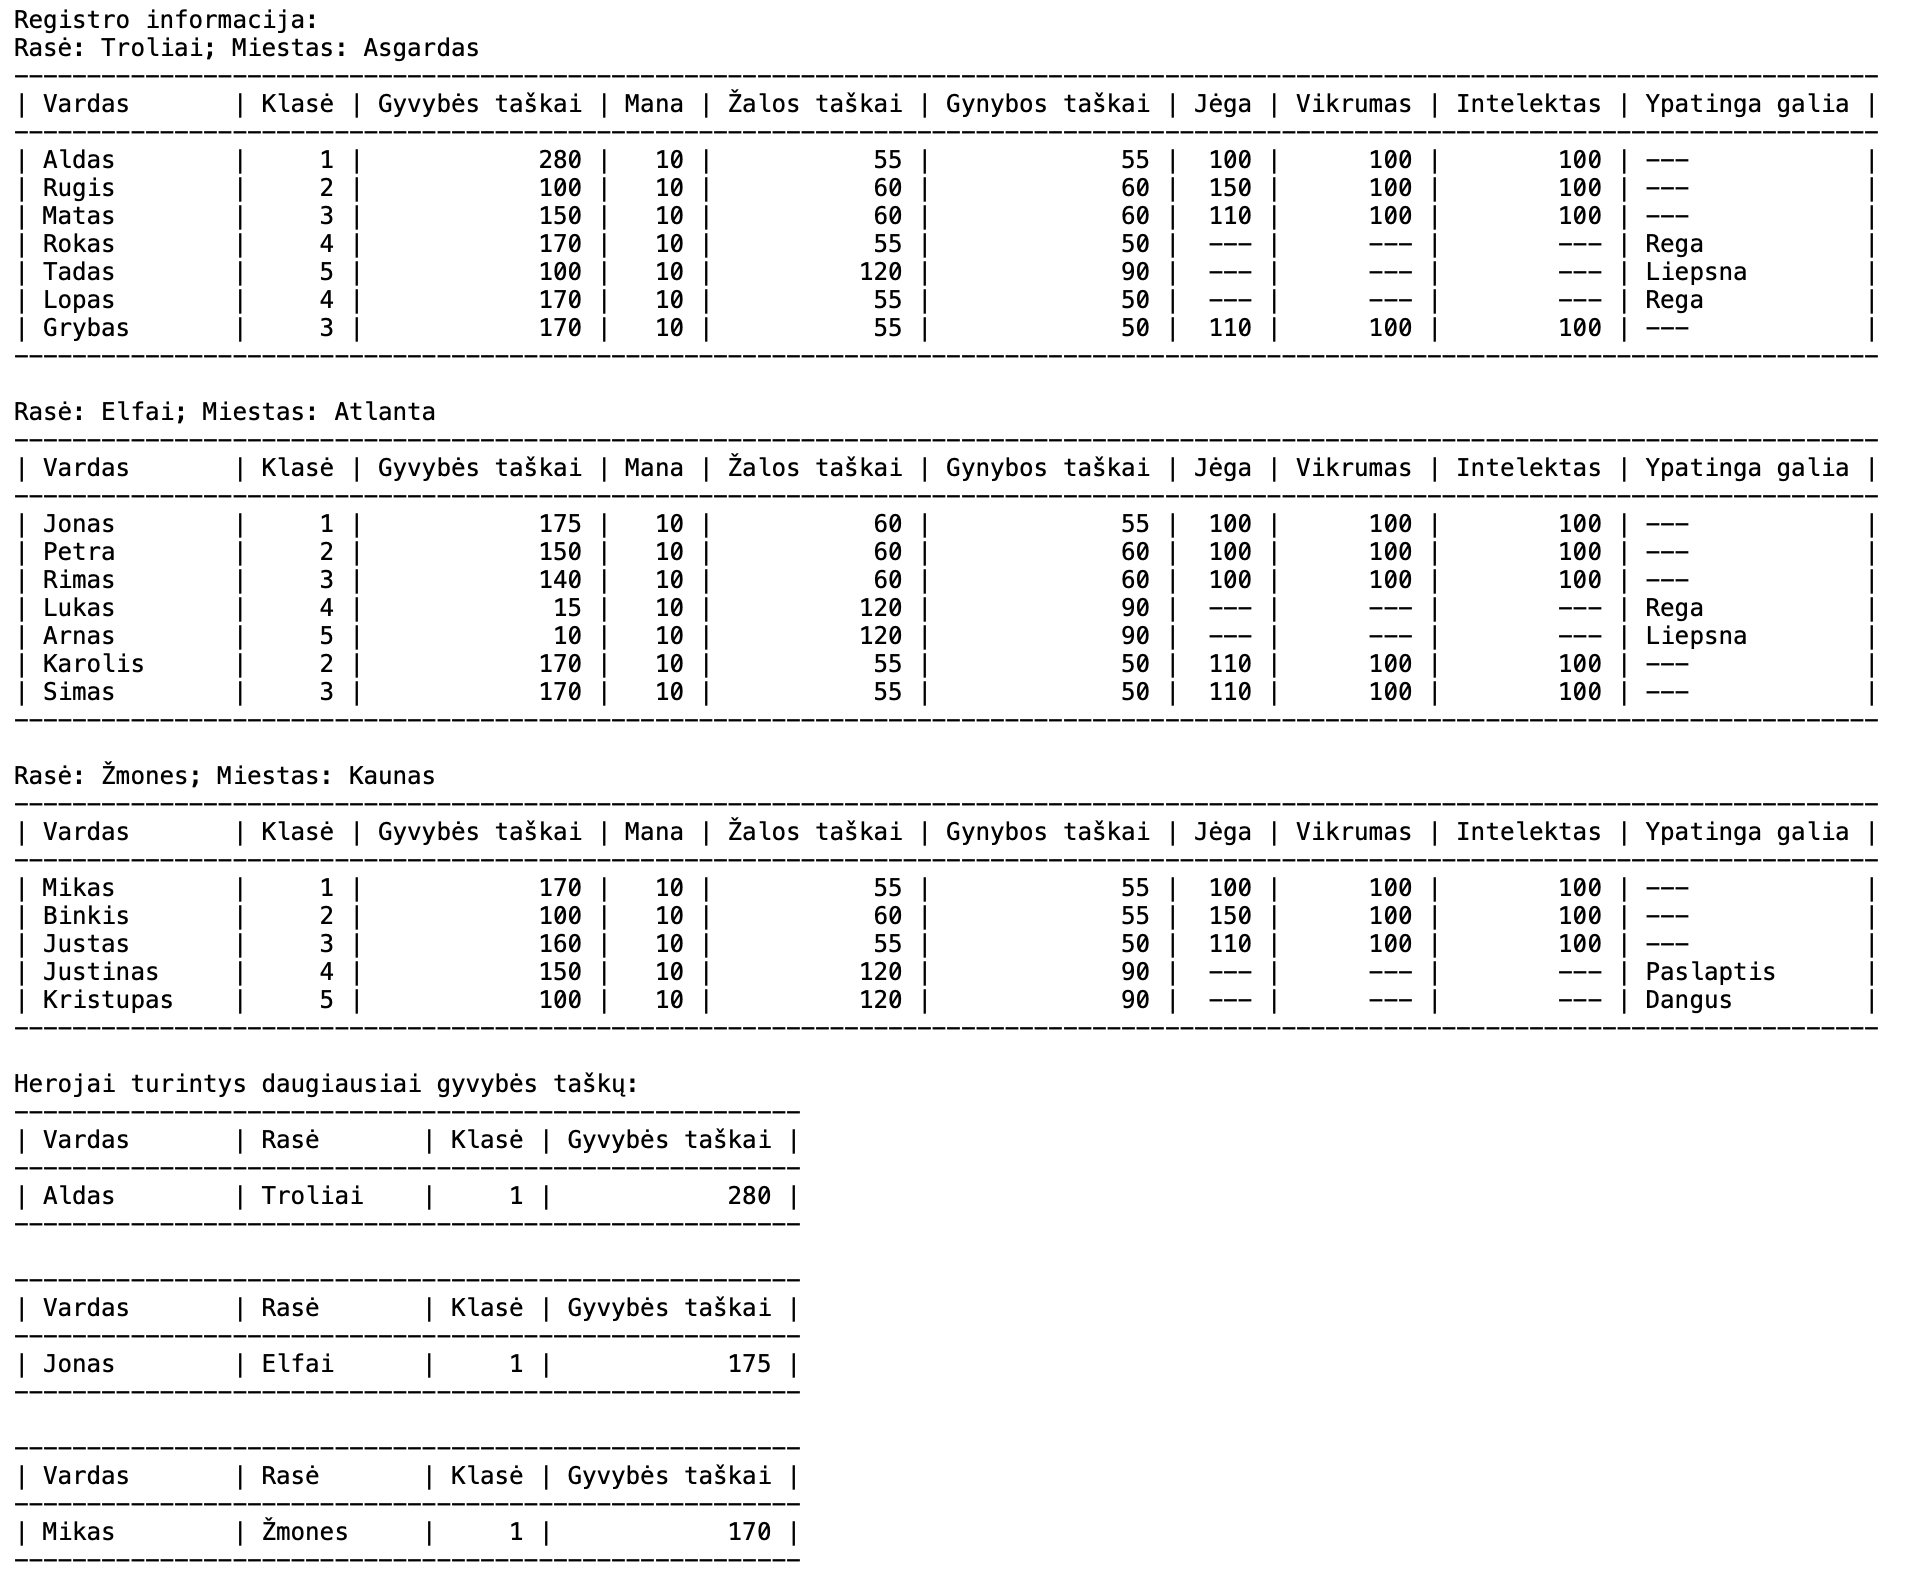 Registro informacija:
Rasė: Troliai; Miestas: Asgardas
--------------------------------------------------------------------------------------------------------------------------------
| Vardas       | Klasė | Gyvybės taškai | Mana | Žalos taškai | Gynybos taškai | Jėga | Vikrumas | Intelektas | Ypatinga galia |
--------------------------------------------------------------------------------------------------------------------------------
| Aldas        |     1 |            280 |   10 |           55 |             55 |  100 |      100 |        100 | ---            |
| Rugis        |     2 |            100 |   10 |           60 |             60 |  150 |      100 |        100 | ---            |
| Matas        |     3 |            150 |   10 |           60 |             60 |  110 |      100 |        100 | ---            |
| Rokas        |     4 |            170 |   10 |           55 |             50 |  --- |      --- |        --- | Rega           |
| Tadas        |     5 |            100 |   10 |          120 |             90 |  --- |      --- |        --- | Liepsna        |
| Lopas        |     4 |            170 |   10 |           55 |             50 |  --- |      --- |        --- | Rega           |
| Grybas       |     3 |            170 |   10 |           55 |             50 |  110 |      100 |        100 | ---            |
--------------------------------------------------------------------------------------------------------------------------------
Rasė: Elfai; Miestas: Atlanta
--------------------------------------------------------------------------------------------------------------------------------
| Vardas       | Klasė | Gyvybės taškai | Mana | Žalos taškai | Gynybos taškai | Jėga | Vikrumas | Intelektas | Ypatinga galia |
--------------------------------------------------------------------------------------------------------------------------------
| Jonas        |     1 |            175 |   10 |           60 |             55 |  100 |      100 |        100 | ---            |
| Petra        |     2 |            150 |   10 |           60 |             60 |  100 |      100 |        100 | ---            |
| Rimas        |     3 |            140 |   10 |           60 |             60 |  100 |      100 |        100 | ---            |
| Lukas        |     4 |             15 |   10 |          120 |             90 |  --- |      --- |        --- | Rega           |
| Arnas        |     5 |             10 |   10 |          120 |             90 |  --- |      --- |        --- | Liepsna        |
| Karolis      |     2 |            170 |   10 |           55 |             50 |  110 |      100 |        100 | ---            |
| Simas        |     3 |            170 |   10 |           55 |             50 |  110 |      100 |        100 | ---            |
--------------------------------------------------------------------------------------------------------------------------------
Rasė: Žmones; Miestas: Kaunas
--------------------------------------------------------------------------------------------------------------------------------
| Vardas       | Klasė | Gyvybės taškai | Mana | Žalos taškai | Gynybos taškai | Jėga | Vikrumas | Intelektas | Ypatinga galia |
--------------------------------------------------------------------------------------------------------------------------------
| Mikas        |     1 |            170 |   10 |           55 |             55 |  100 |      100 |        100 | ---            |
| Binkis       |     2 |            100 |   10 |           60 |             55 |  150 |      100 |        100 | ---            |
| Justas       |     3 |            160 |   10 |           55 |             50 |  110 |      100 |        100 | ---            |
| Justinas     |     4 |            150 |   10 |          120 |             90 |  --- |      --- |        --- | Paslaptis      |
| Kristupas    |     5 |            100 |   10 |          120 |             90 |  --- |      --- |        --- | Dangus         |
--------------------------------------------------------------------------------------------------------------------------------
Herojai turintys daugiausiai gyvybės taškų:
------------------------------------------------------
| Vardas       | Rasė       | Klasė | Gyvybės taškai |
------------------------------------------------------
| Aldas        | Troliai    |     1 |            280 |
------------------------------------------------------
------------------------------------------------------
| Vardas       | Rasė       | Klasė | Gyvybės taškai |
------------------------------------------------------
| Jonas        | Elfai      |     1 |            175 |
------------------------------------------------------
------------------------------------------------------
| Vardas       | Rasė       | Klasė | Gyvybės taškai |
------------------------------------------------------
| Mikas        | Žmones     |     1 |            170 |
------------------------------------------------------